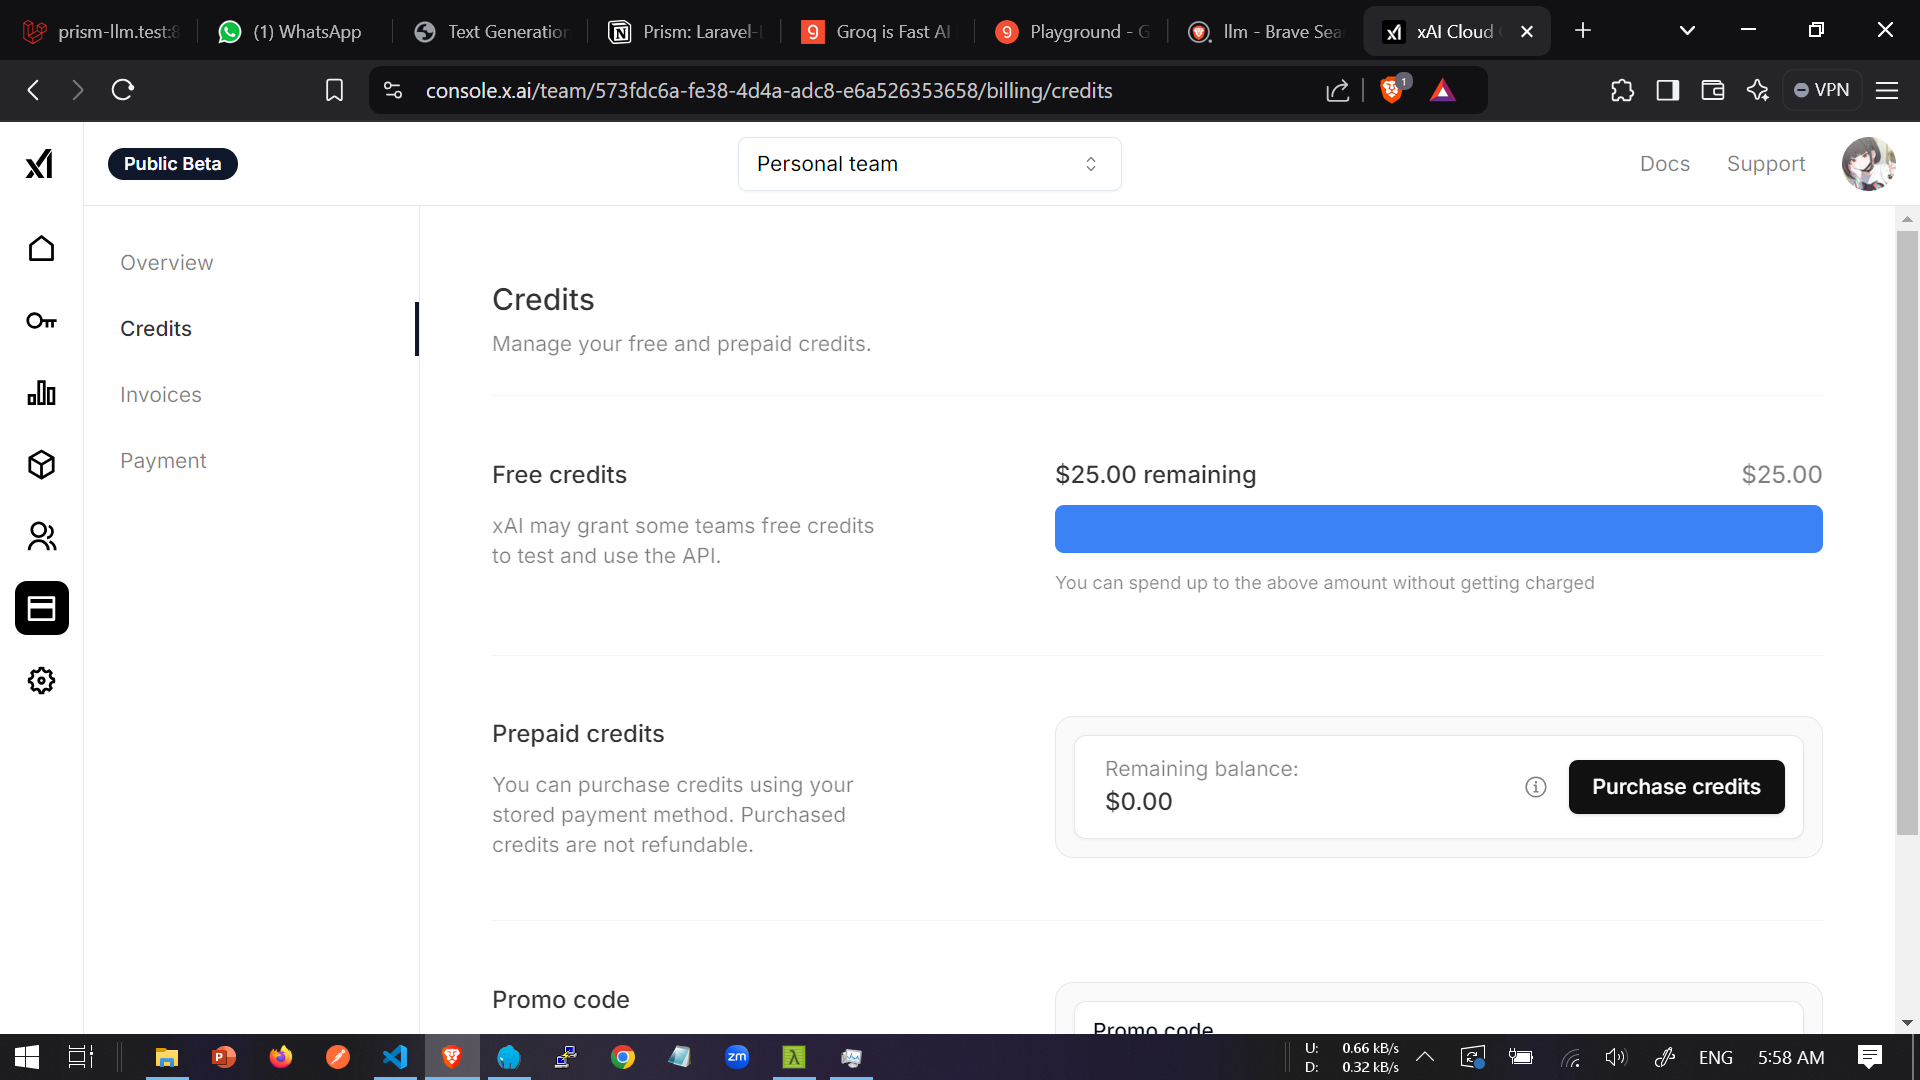 prism-llm.test:8
(1) WhatsApp
Text Generation
Prism: Laravel-L
Groq is Fast AI
Playground - G
llm - Brave Sea
xAI Cloud
console.x.ai/team/573fdc6a-fe38-4d4a-adc8-e6a526353658/billing/credits
1
VPN
Public Beta
Personal team
Docs
Support
Overview
Credits
Invoices
Payment
Credits
Manage your free and prepaid credits.
Free credits
xAI may grant some teams free credits
to test and use the API.
$25.00 remaining
$25.00
You can spend up to the above amount without getting charged
Prepaid credits
You can purchase credits using your
stored payment method. Purchased
credits are not refundable.
Remaining balance:
$0.00
Purchase credits
Promo code
Promo code
U: 0.66 kB/s
D: 0.32 kB/s
ENG
5:58 AM